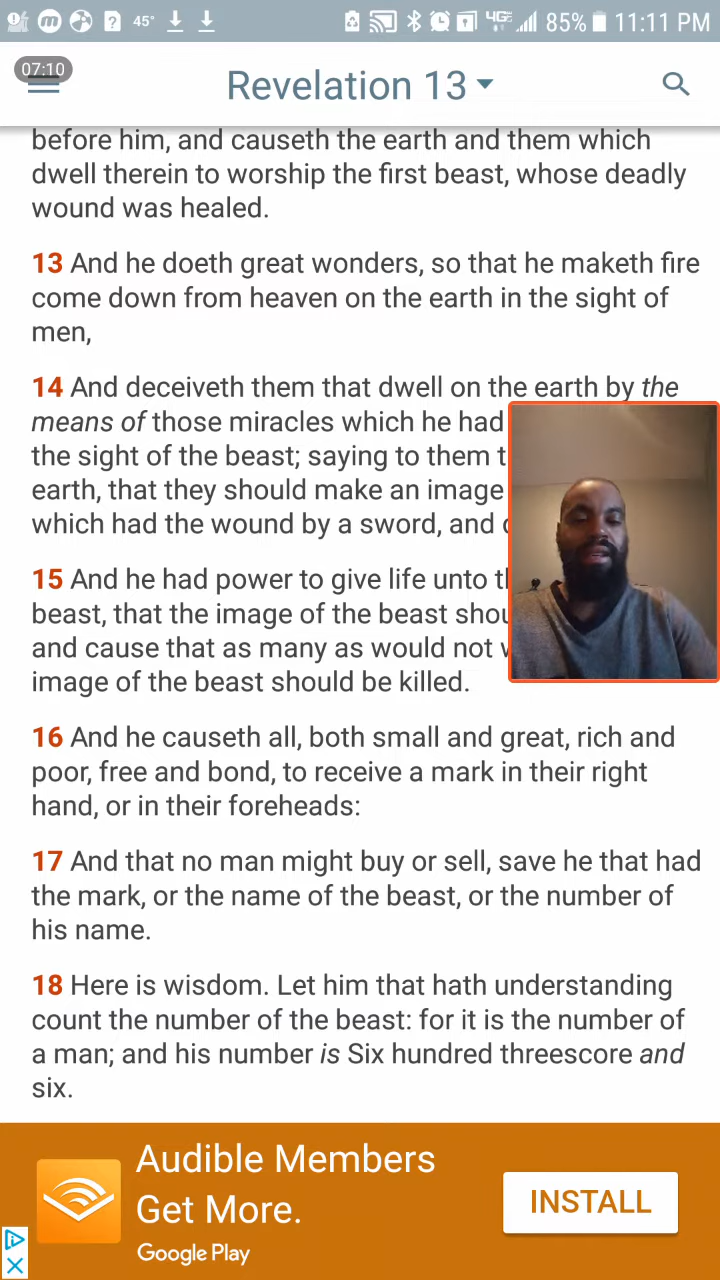 45°
4G
85%
11:11 PM
07:10
Revelation 13
before him, and causeth the earth and them which
dwell therein to worship the first beast, whose deadly
wound was healed.
13 And he doeth great wonders, so that he maketh fire
come down from heaven on the earth in the sight of
men,
14 And deceiveth them that dwell on the earth by the
means of those miracles which he had
the sight of the beast; saying to them
earth, that they should make an image
which had the wound by a sword, and
15 And he had power to give life unto
beast, that the image of the beast
and cause that as many as would not
image of the beast should be killed.
16 And he causeth all, both small and great, rich and
poor, free and bond, to receive a mark in their right
hand, or in their foreheads:
17 And that no man might buy or sell, save he that had
the mark, or the name of the beast, or the number of
his name.
18 Here is wisdom. Let him that hath understanding
count the number of the beast: for it is the number of
a man; and his number is Six hundred threescore and
six.
Audible Members
Get More.
Google Play
INSTALL